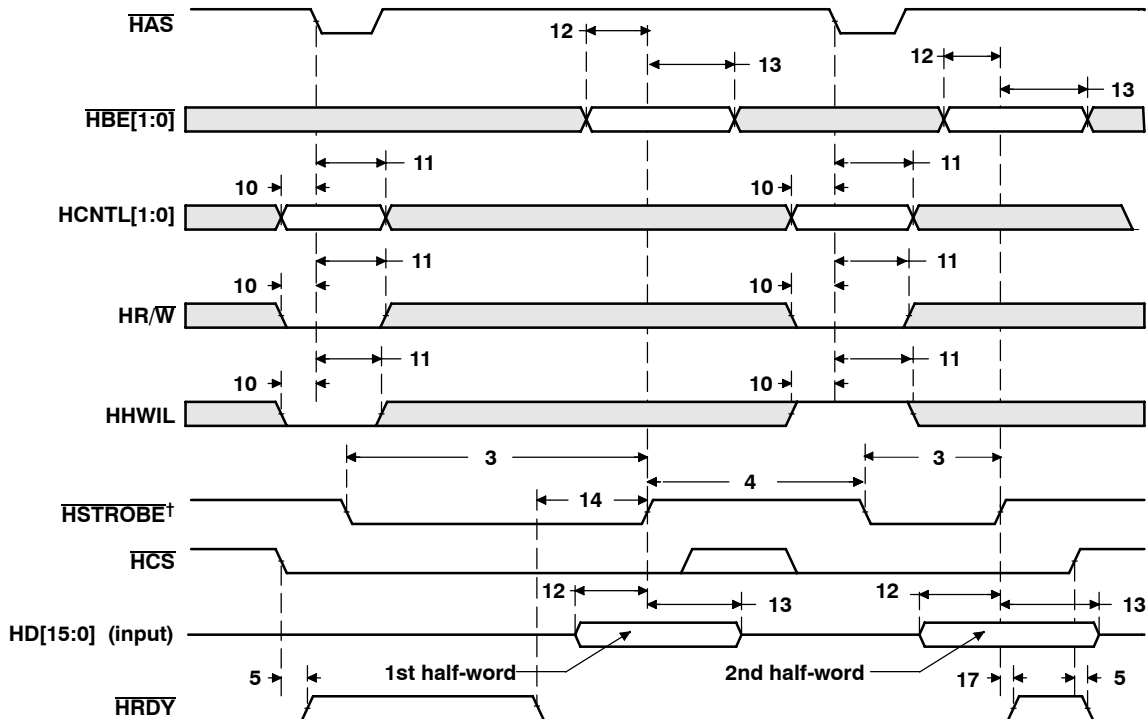 HAS
12
12
13
13
HBE[1:0]
11
11
10
10
HCNTL[1:0]
11
11
10
10
HR/W
11
11
10
10
HHWIL
3
4
3
14
HSTROBE†
HCS
12
13
12
13
HD[15:0] (input)
1st half-word
2nd half-word
5
17
5
HRDY